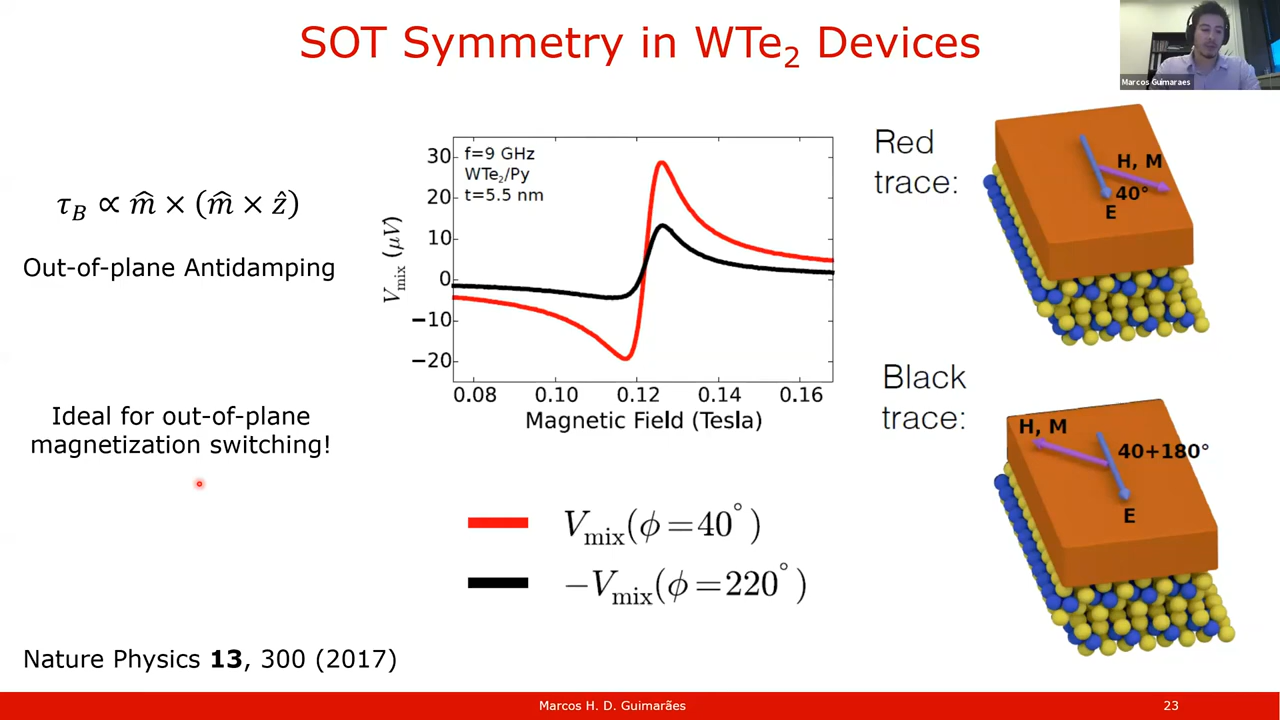 SOT Symmetry in WTe₂ Devices
Marcos Guimaraes
τ_B ∝ m̂ × (m̂ × ẑ)
Out-of-plane Antidamping
Ideal for out-of-plane
magnetization switching!
f=9 GHz
WTe₂/Py
t=5.5 nm
V_mix (μV)
30
20
10
0
−10
−20
0.08 0.10 0.12 0.14 0.16
Magnetic Field (Tesla)
V_mix(ϕ=40°)
−V_mix(ϕ=220°)
Red
trace:
H, M
40°
E
Black
trace:
H, M
40+180°
E
Nature Physics 13, 300 (2017)
Marcos H. D. Guimarães
23